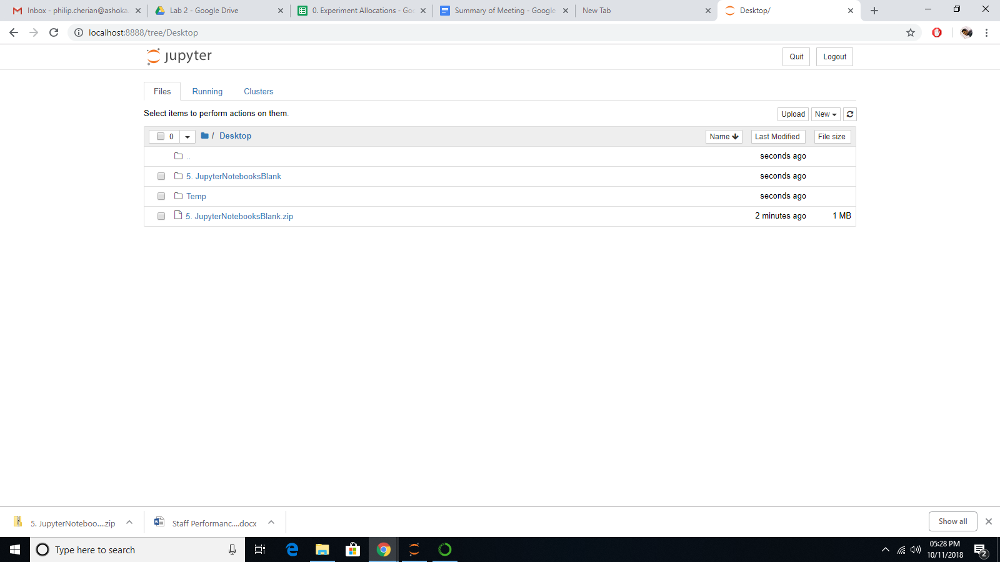 Inbox - philip.cherian@ashoka.
Lab 2 - Google Drive
0. Experiment Allocations - Goo
Summary of Meeting - Google
New Tab
Desktop/
localhost:8888/tree/Desktop
jupyter
Quit
Logout
Files
Running
Clusters
Select items to perform actions on them.
Upload
New
0
/ Desktop
Name
Last Modified
File size
.. seconds ago
5. JupyterNotebooksBlank seconds ago
Temp seconds ago
5. JupyterNotebooksBlank.zip 2 minutes ago 1 MB
5. JupyterNoteboo....zip
Staff Performanc....docx
Show all
Type here to search
05:28 PM
10/11/2018
2